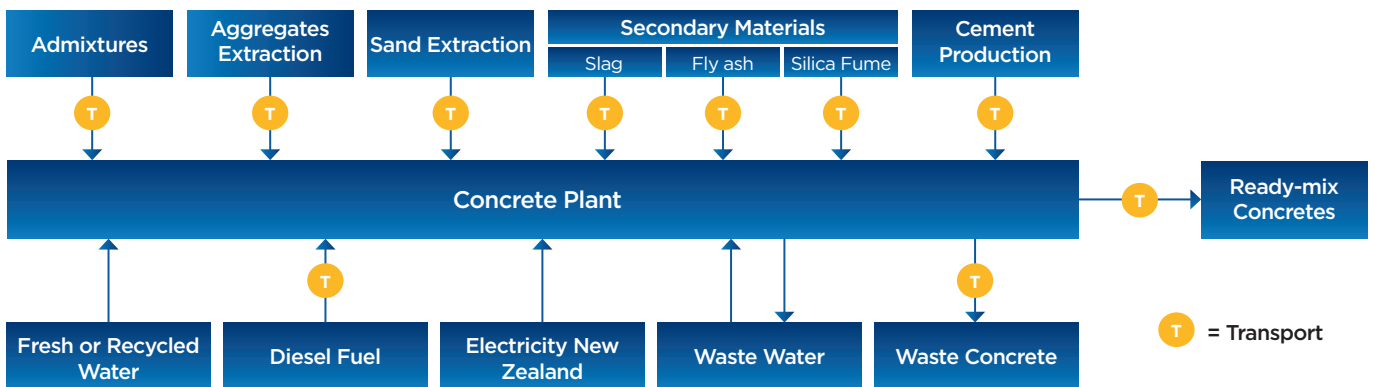 Admixtures
Aggregates
Extraction
Sand Extraction
Secondary Materials
Slag
Fly ash
Silica Fume
Cement
Production
T
T
T
T
T
T
T
Concrete Plant
T
Ready-mix
Concretes
T
T
Fresh or Recycled
Water
Diesel Fuel
Electricity New
Zealand
Waste Water
Waste Concrete
T = Transport